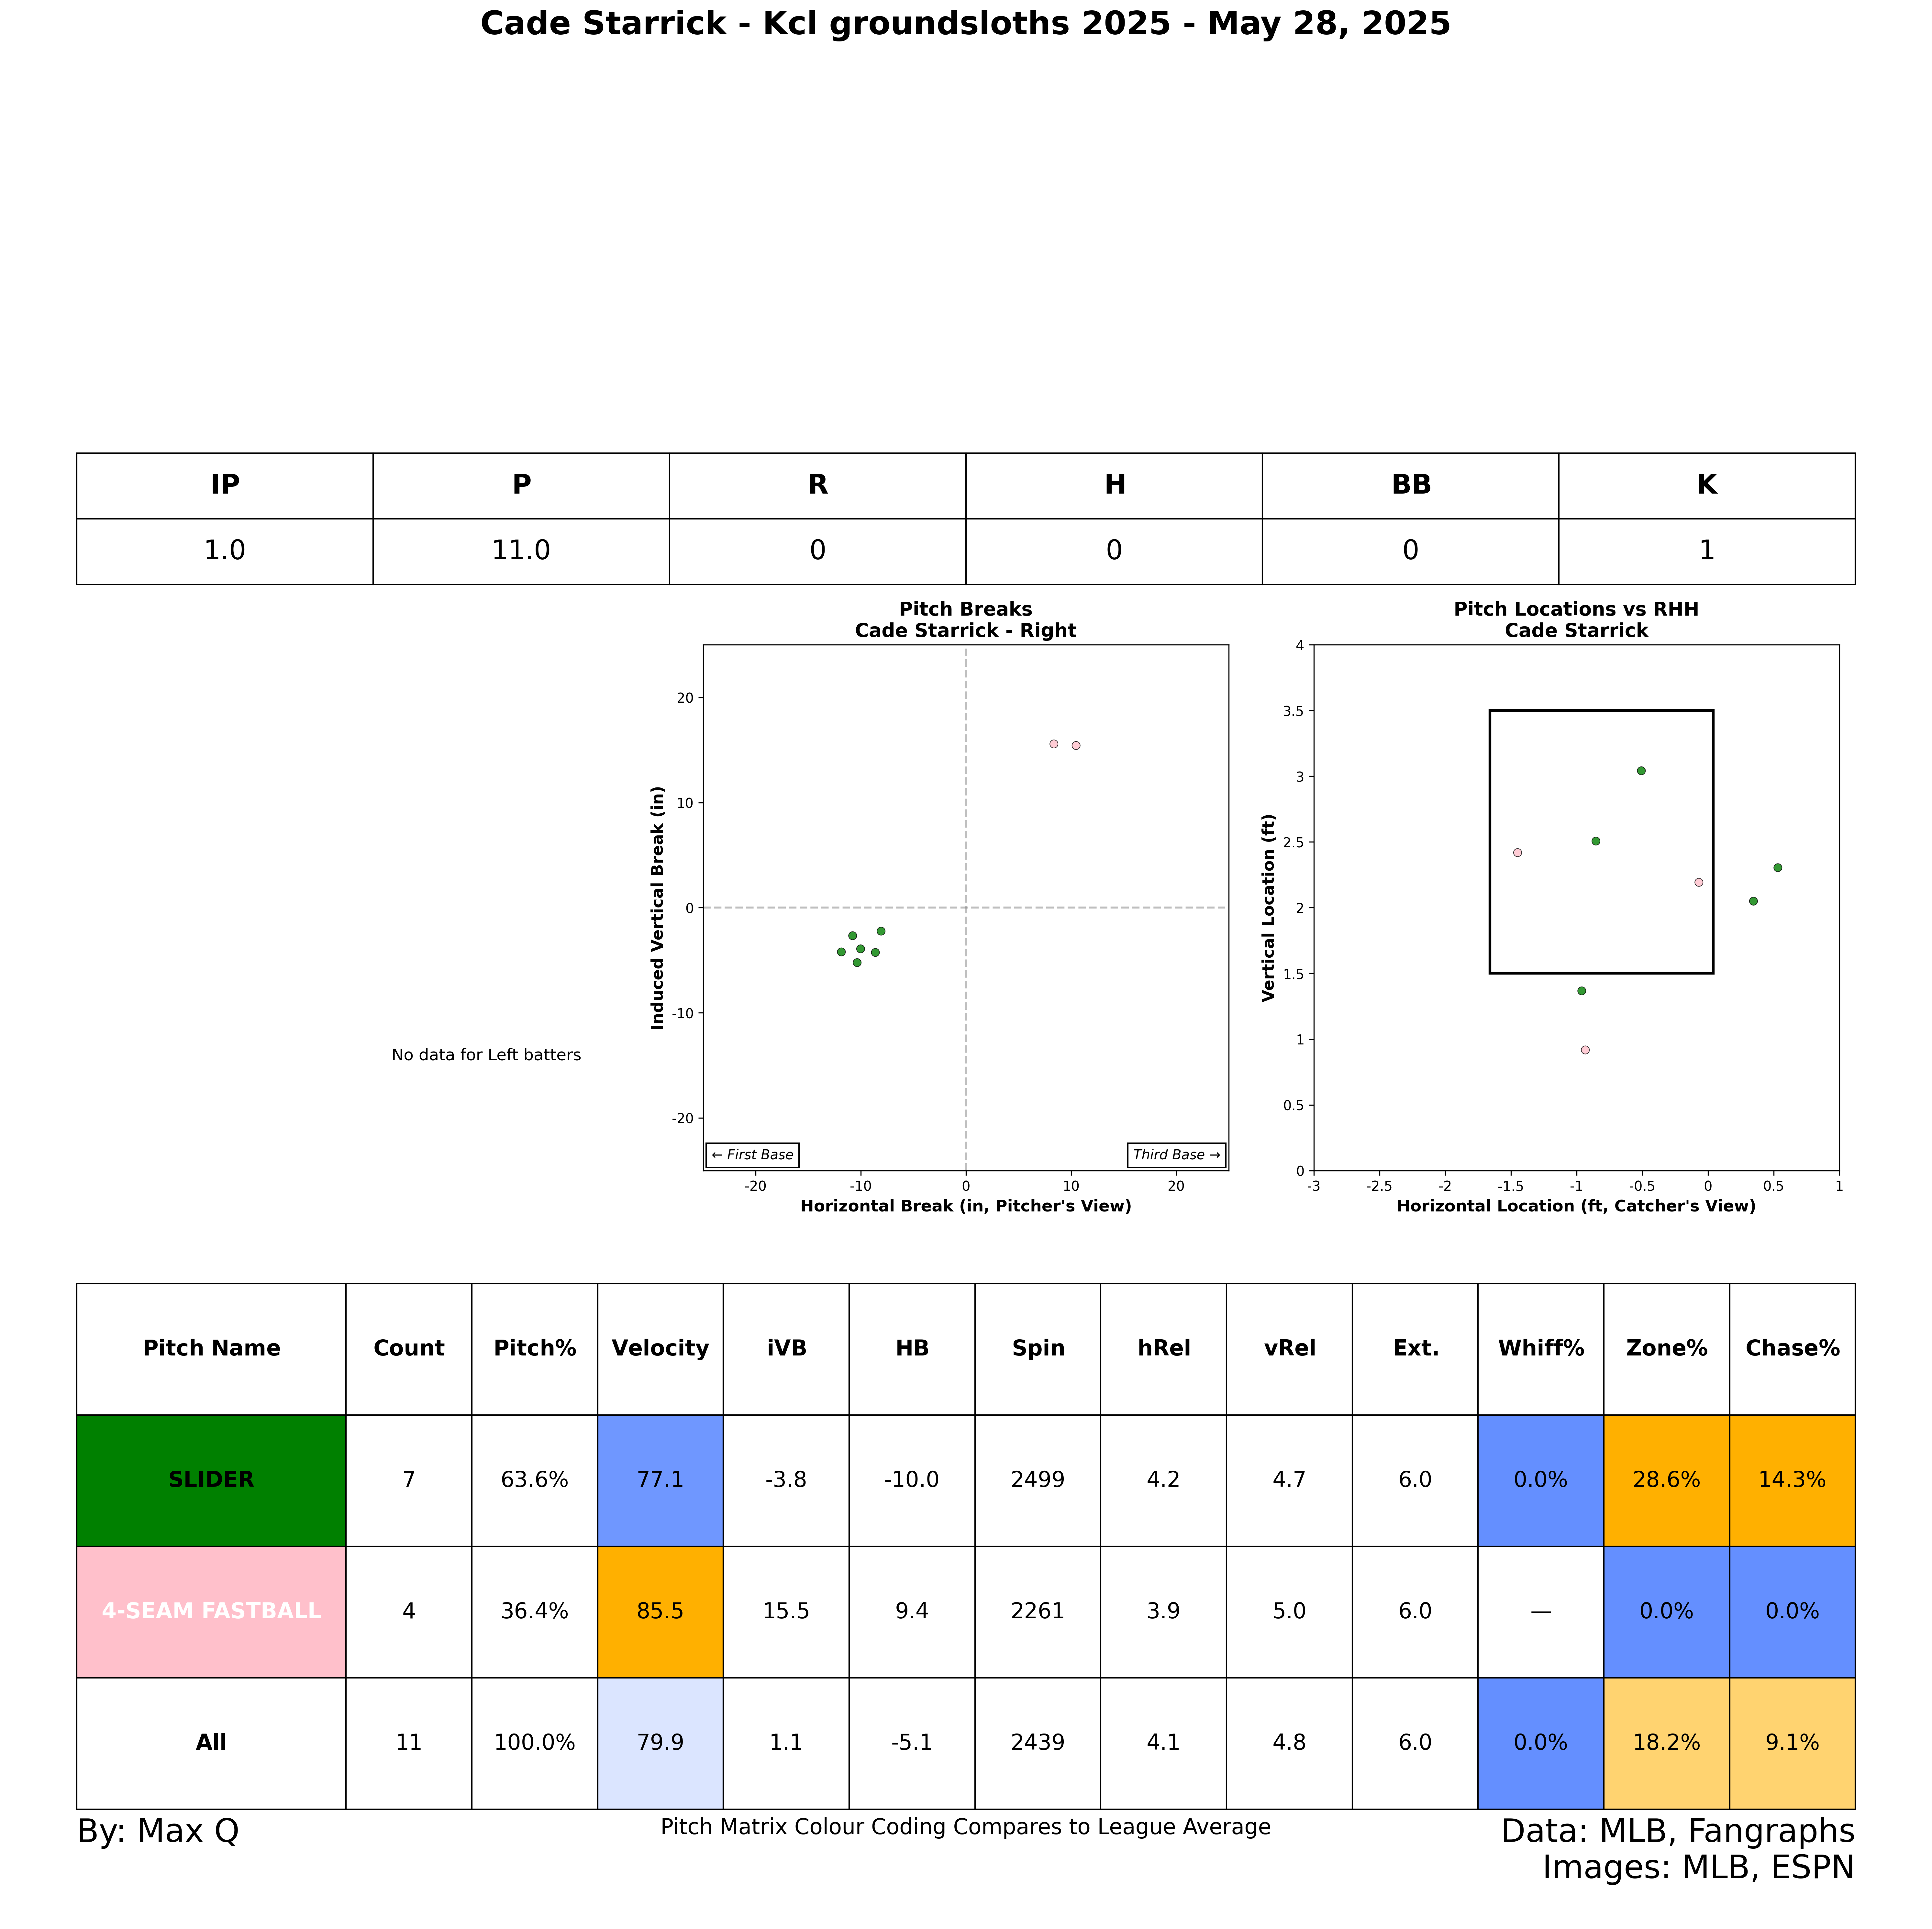 Cade Starrick - Kcl groundsloths 2025 - May 28, 2025
IP P R H BB K
1.0 11.0 0 0 0 1
Pitch Breaks
Cade Starrick - Right
Induced Vertical Break (in)
20
10
0
-10
-20
← First Base Third Base →
-20 -10 0 10 20
Horizontal Break (in, Pitcher's View)
No data for Left batters
Pitch Locations vs RHH
Cade Starrick
Vertical Location (ft)
4
3.5
3
2.5
2
1.5
1
0.5
0
-3 -2.5 -2 -1.5 -1 -0.5 0 0.5 1
Horizontal Location (ft, Catcher's View)
Pitch Name Count Pitch% Velocity iVB HB Spin hRel vRel Ext. Whiff% Zone% Chase%
SLIDER 7 63.6% 77.1 -3.8 -10.0 2499 4.2 4.7 6.0 0.0% 28.6% 14.3%
4-SEAM FASTBALL 4 36.4% 85.5 15.5 9.4 2261 3.9 5.0 6.0 — 0.0% 0.0%
All 11 100.0% 79.9 1.1 -5.1 2439 4.1 4.8 6.0 0.0% 18.2% 9.1%
By: Max Q
Pitch Matrix Colour Coding Compares to League Average
Data: MLB, Fangraphs
Images: MLB, ESPN